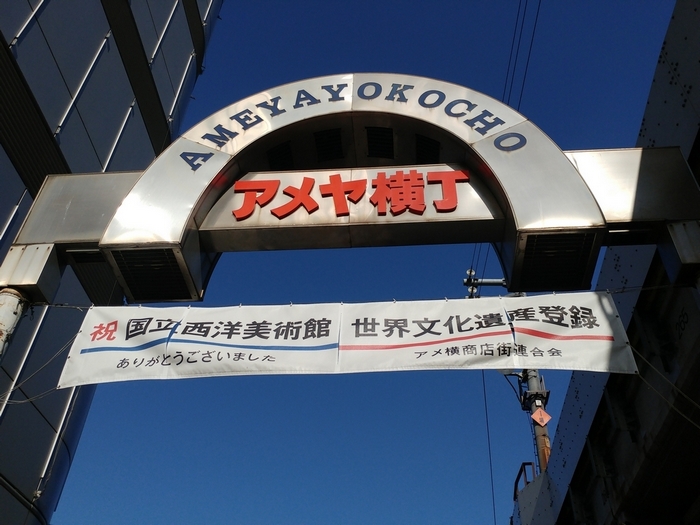 AMEYAYOKOCHO
アメヤ横丁
祝 国立西洋美術館 世界文化遺産登録
ありがとうございました アメ横商店街連合会